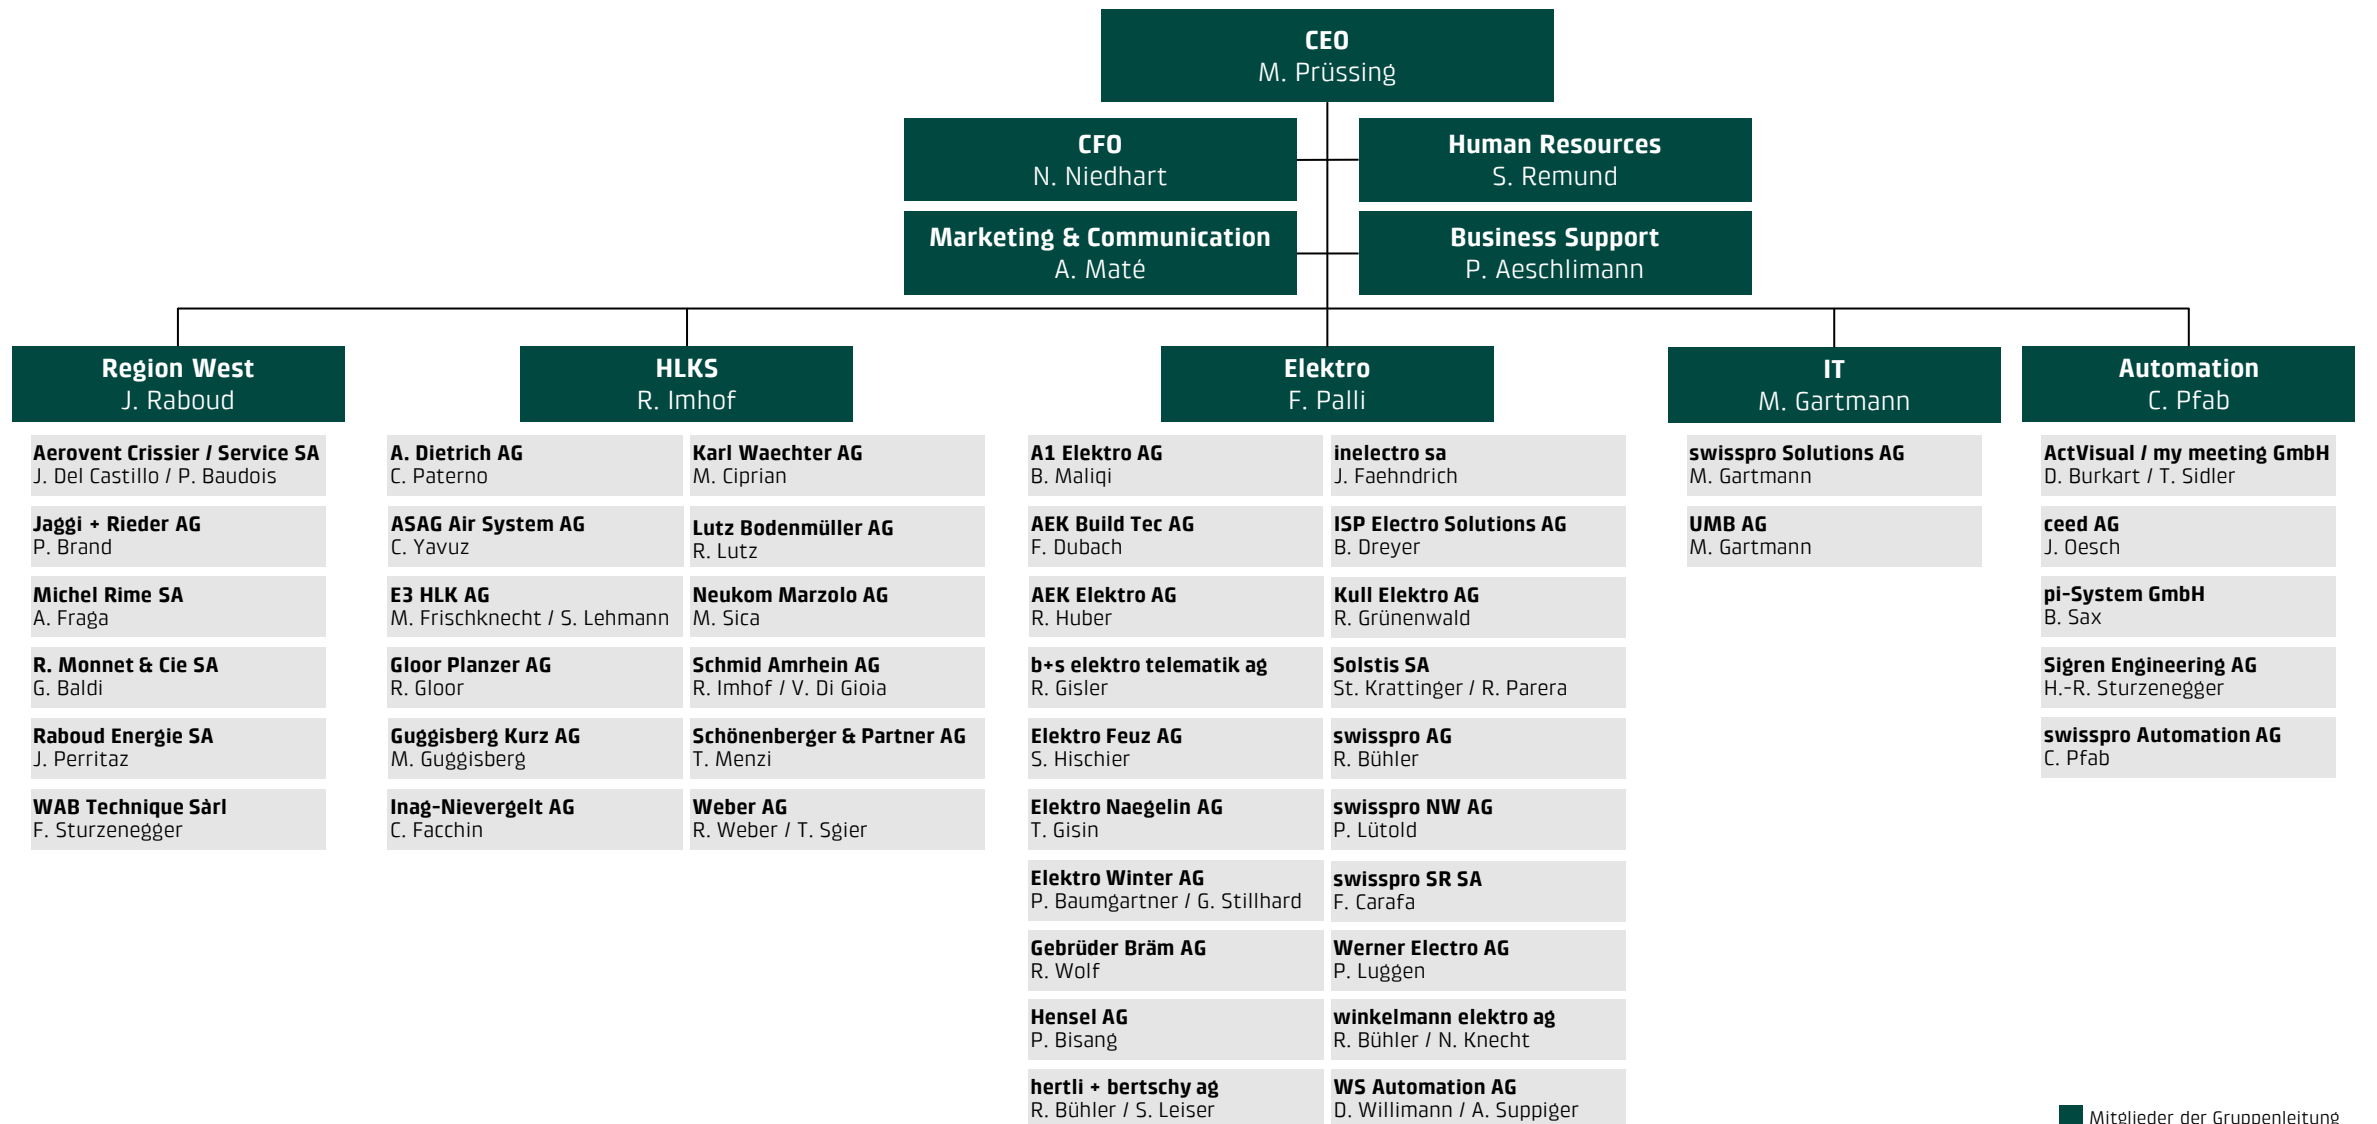 CEO
M. Prüssing
CFO
N. Niedhart
Human Resources
S. Remund
Marketing & Communication
A. Maté
Business Support
P. Aeschlimann
Region West
J. Raboud
Aerovent Crissier / Service SA
J. Del Castillo / P. Baudois
Jaggi + Rieder AG
P. Brand
Michel Rime SA
A. Fraga
R. Monnet & Cie SA
G. Baldi
Raboud Energie SA
J. Perritaz
WAB Technique Sàrl
F. Sturzenegger
HLKS
R. Imhof
A. Dietrich AG
C. Paterno
ASAG Air System AG
C. Yavuz
E3 HLK AG
M. Frischknecht / S. Lehmann
Gloor Planzer AG
R. Gloor
Guggisberg Kurz AG
M. Guggisberg
Inag-Nievergelt AG
C. Facchin
Karl Waechter AG
M. Ciprian
Lutz Bodenmüller AG
R. Lutz
Neukom Marzolo AG
M. Sica
Schmid Amrhein AG
R. Imhof / V. Di Gioia
Schönenberger & Partner AG
T. Menzi
Weber AG
R. Weber / T. Sgier
Elektro
F. Palli
A1 Elektro AG
B. Maliqi
AEK Build Tec AG
F. Dubach
AEK Elektro AG
R. Huber
b+s elektro telematik ag
R. Gisler
Elektro Feuz AG
S. Hischier
Elektro Naegelin AG
T. Gisin
Elektro Winter AG
P. Baumgartner / G. Stillhard
Gebrüder Bräm AG
R. Wolf
Hensel AG
P. Bisang
hertli + bertschy ag
R. Bühler / S. Leiser
inelectro sa
J. Faehndrich
ISP Electro Solutions AG
B. Dreyer
Kull Elektro AG
R. Grünenwald
Solstis SA
St. Krattinger / R. Parera
swisspro AG
R. Bühler
swisspro NW AG
P. Lütold
swisspro SR SA
F. Carafa
Werner Electro AG
P. Luggen
winkelmann elektro ag
R. Bühler / N. Knecht
WS Automation AG
D. Willimann / A. Suppiger
IT
M. Gartmann
swisspro Solutions AG
M. Gartmann
UMB AG
M. Gartmann
Automation
C. Pfab
ActVisual / my meeting GmbH
D. Burkart / T. Sidler
ceed AG
J. Oesch
pi-System GmbH
B. Sax
Sigren Engineering AG
H.-R. Sturzenegger
swisspro Automation AG
C. Pfab
Mitglieder der Gruppenleitung